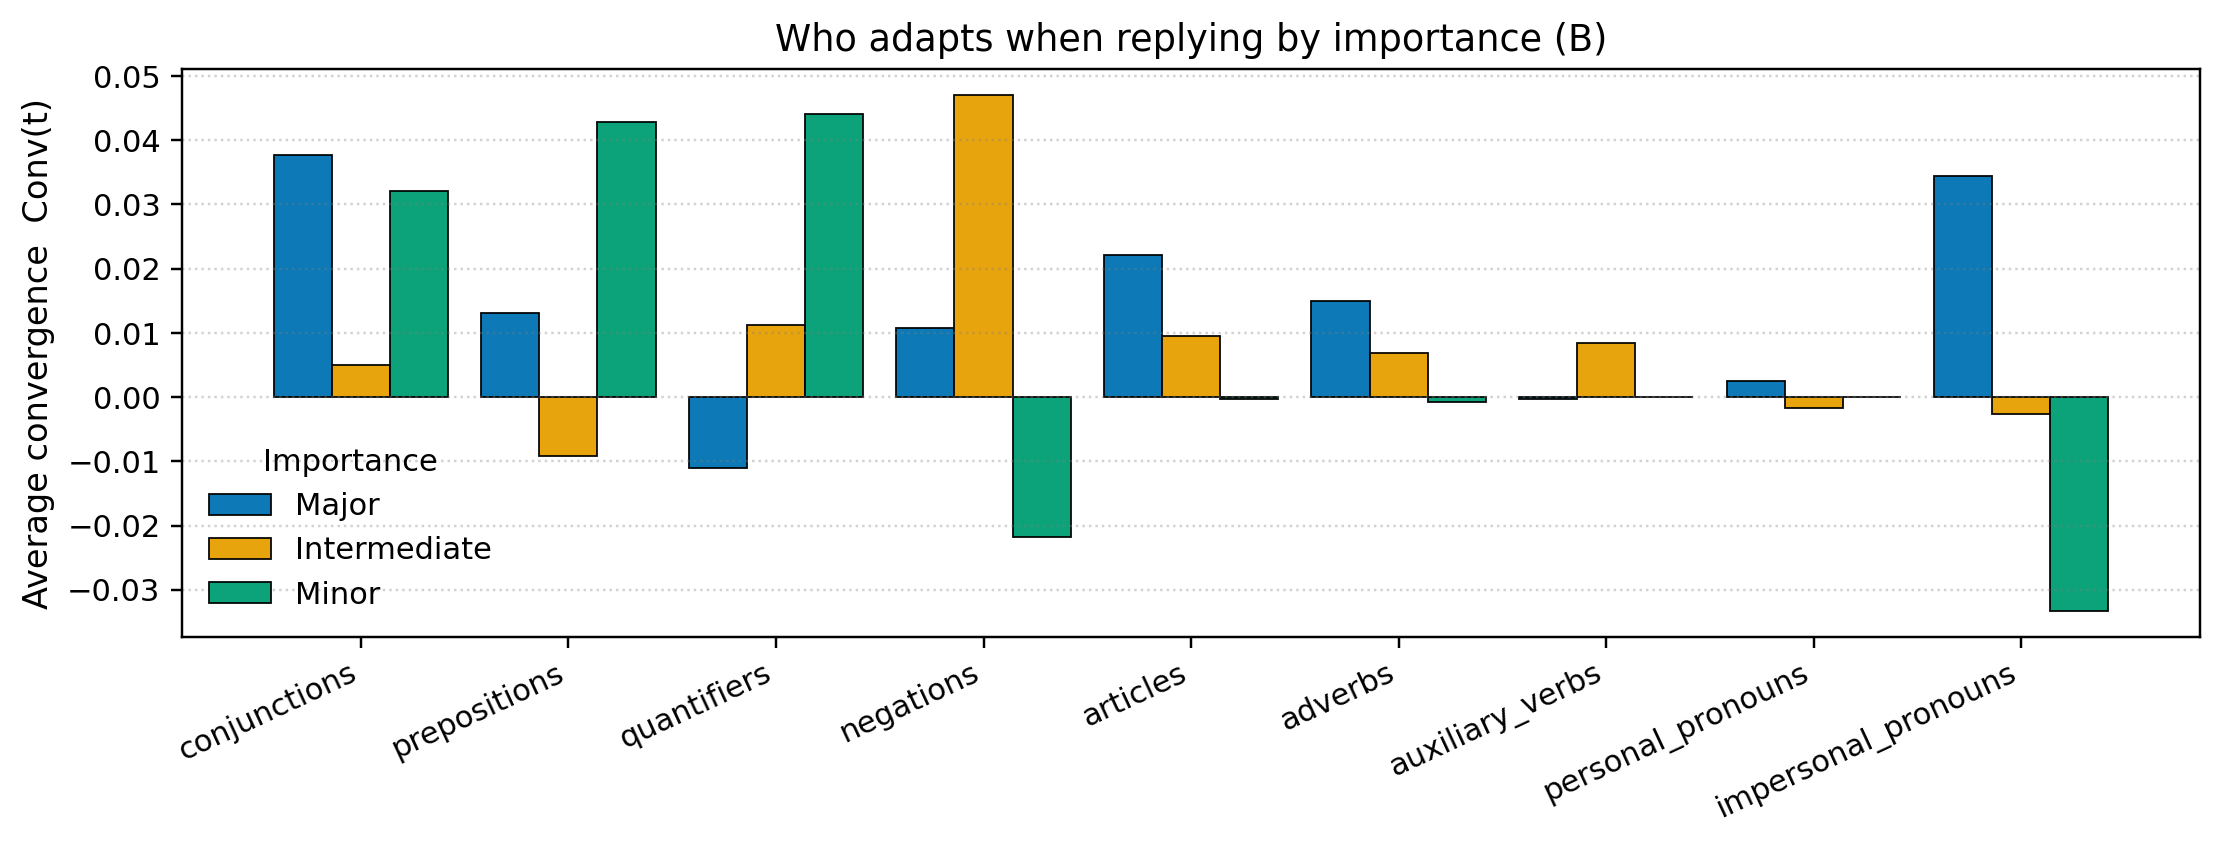 Who adapts when replying by importance (B)
Average convergence  Conv(t)
0.05
0.04
0.03
0.02
0.01
0.00
−0.01
−0.02
−0.03
Importance
Major
Intermediate
Minor
conjunctions
prepositions
quantifiers
negations
articles
adverbs
auxiliary_verbs
personal_pronouns
impersonal_pronouns